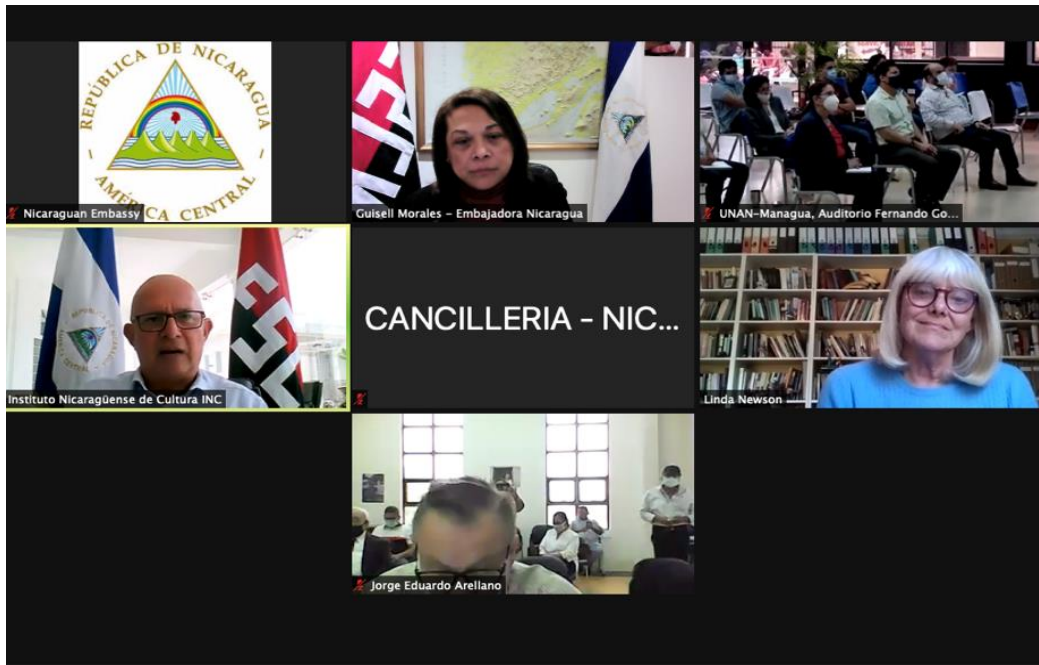 REPÚBLICA DE NICARAGUA
AMÉRICA CENTRAL
Nicaraguan Embassy
Guisell Morales - Embajadora Nicaragua
UNAN-Managua, Auditorio Fernando Go...
Instituto Nicaragüense de Cultura INC
CANCILLERIA - NIC...
Linda Newson
Jorge Eduardo Arellano